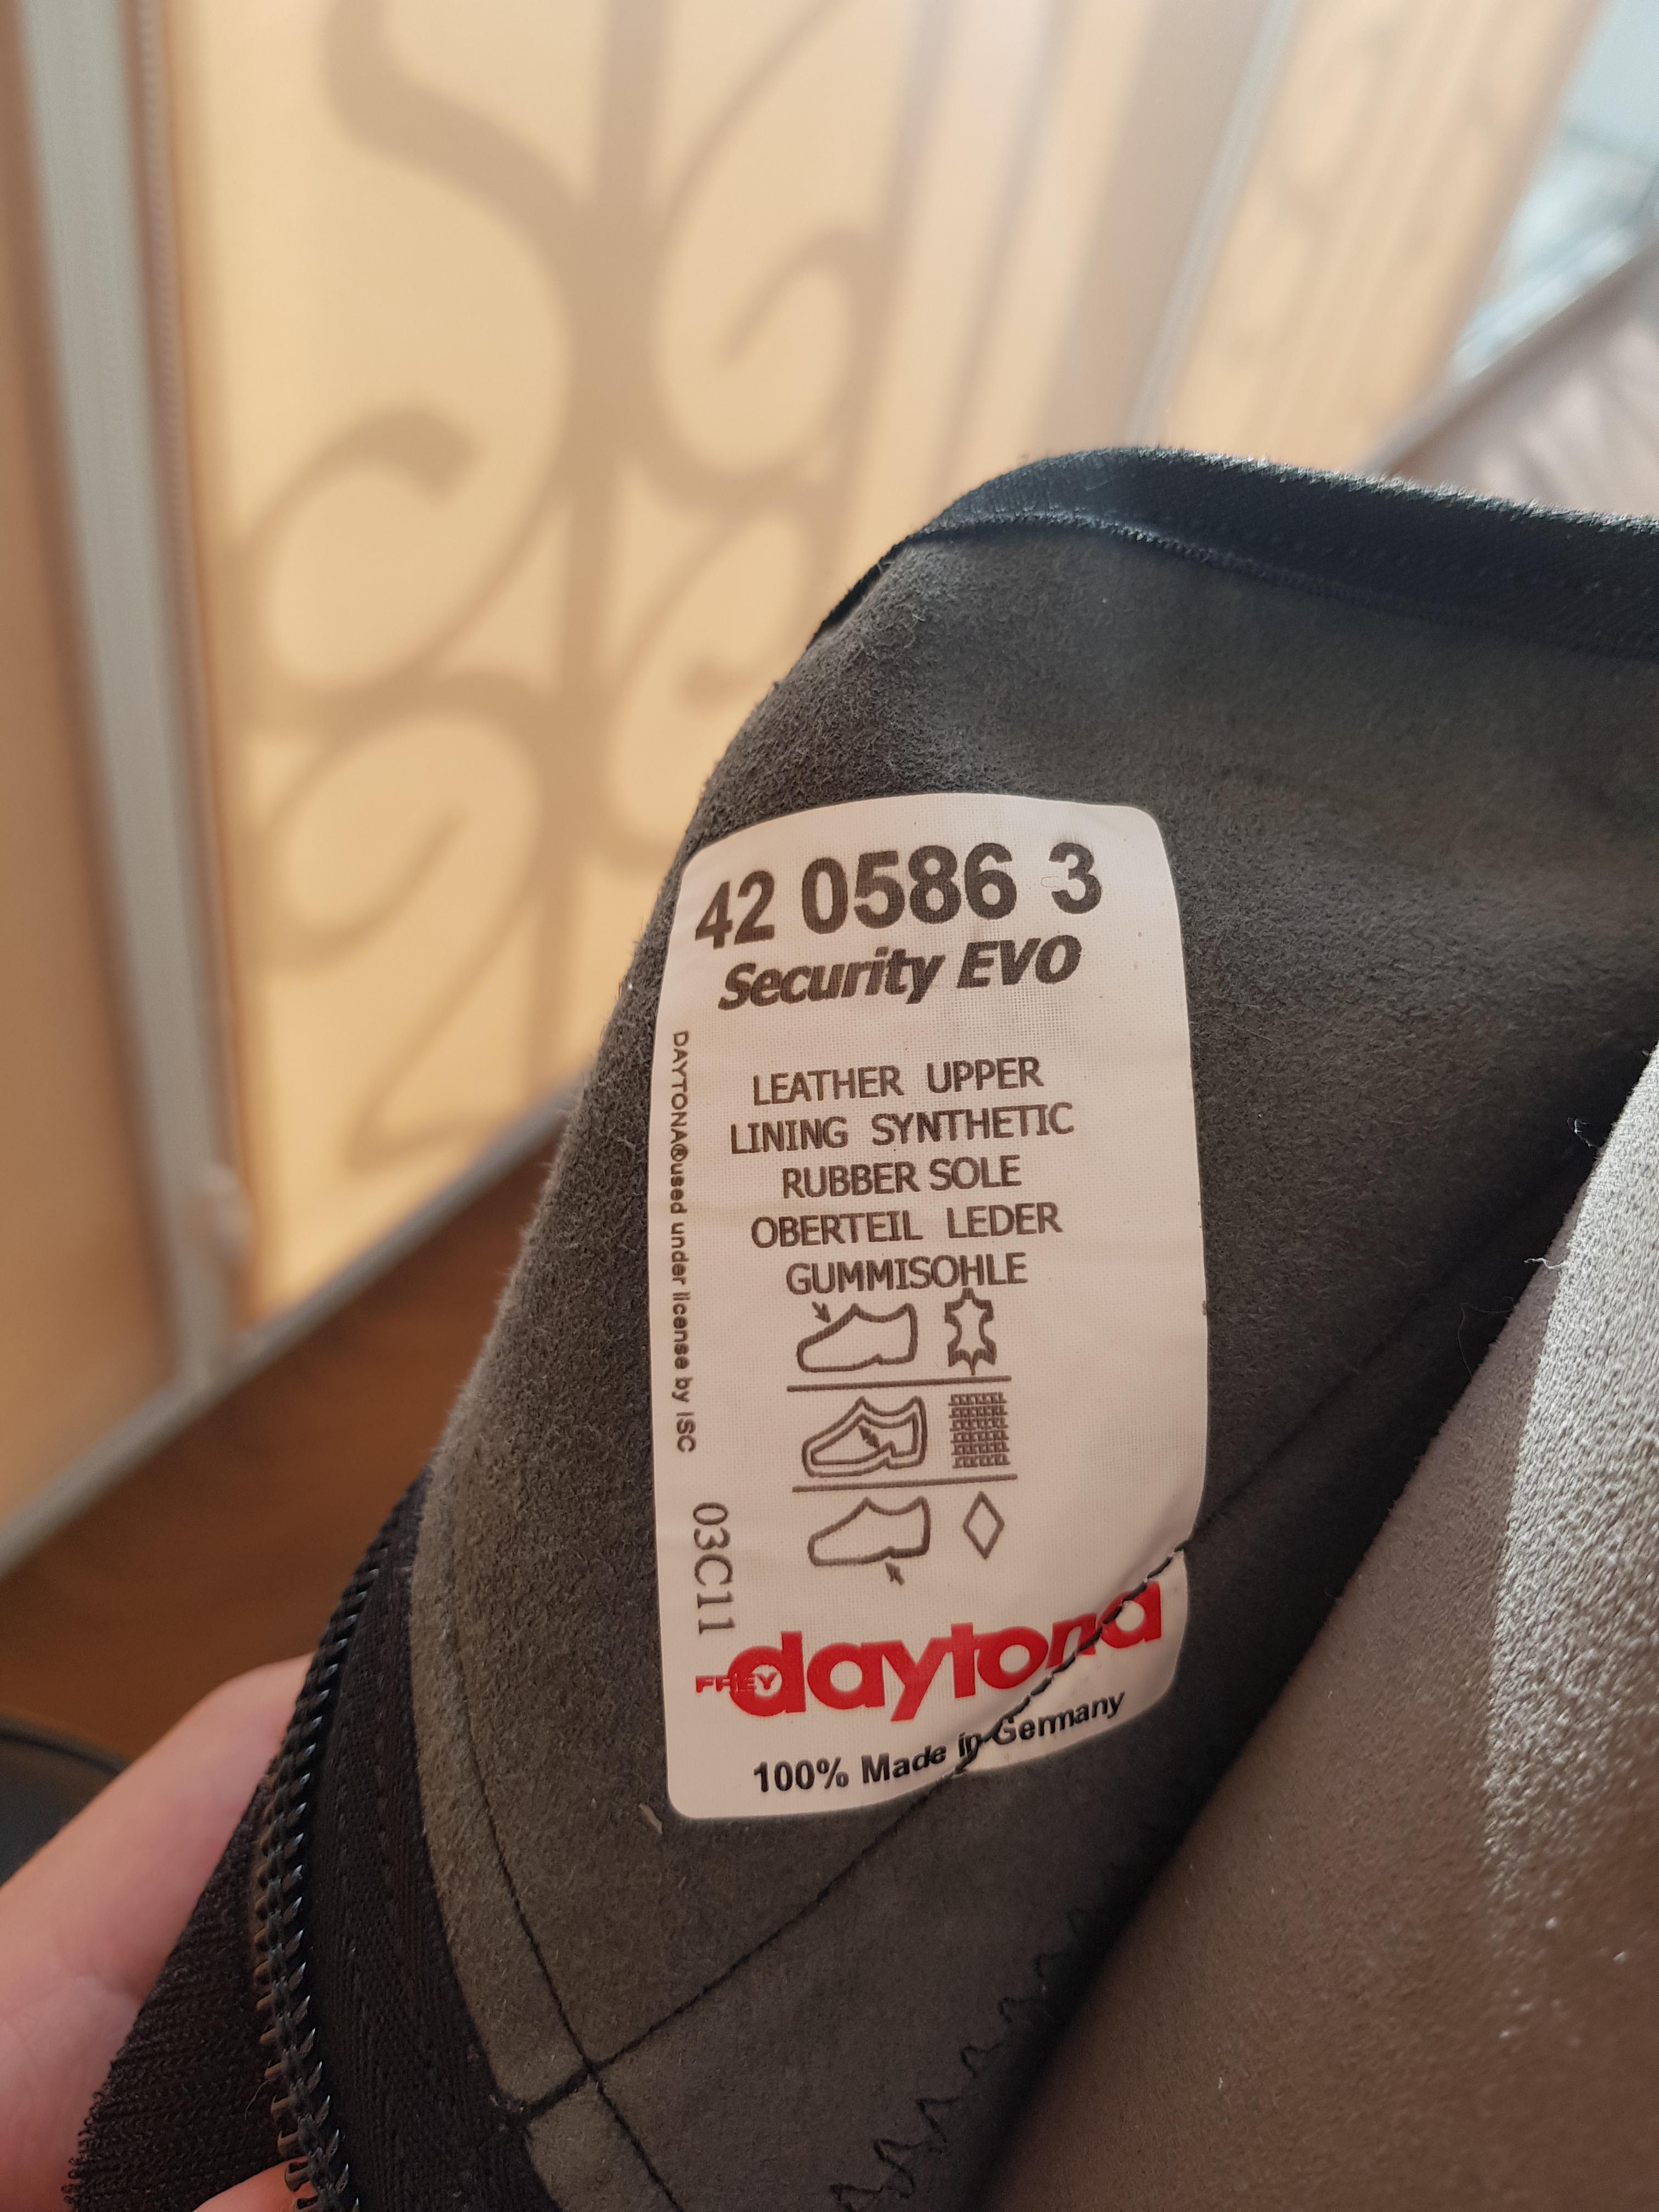 42 0586 3
Security EVO
LEATHER UPPER
LINING SYNTHETIC
RUBBER SOLE
OBERTEIL LEDER
GUMMISOHLE
DAYTONA®used under license by ISC
03C11
FREY daytona
100% Made in Germany